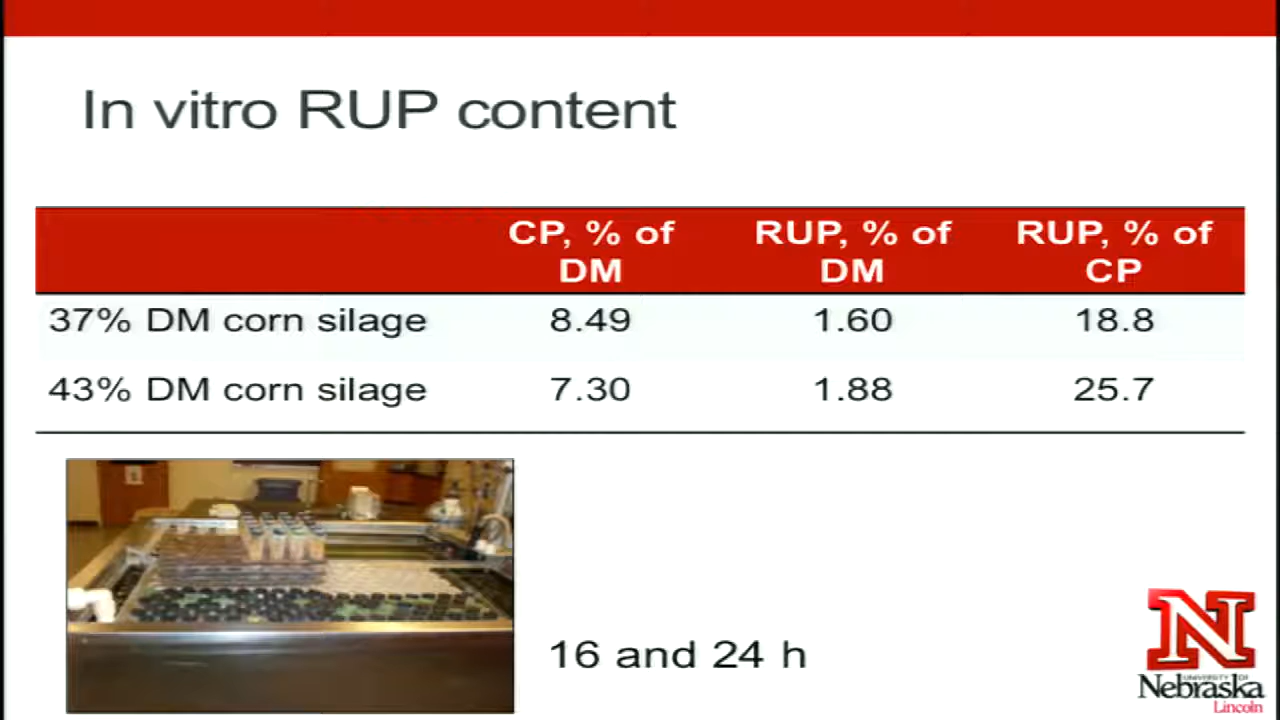 In vitro RUP content
CP, % of DM RUP, % of DM RUP, % of CP
37% DM corn silage 8.49 1.60 18.8
43% DM corn silage 7.30 1.88 25.7
16 and 24 h
N
UNIVERSITY OF
Nebraska
Lincoln